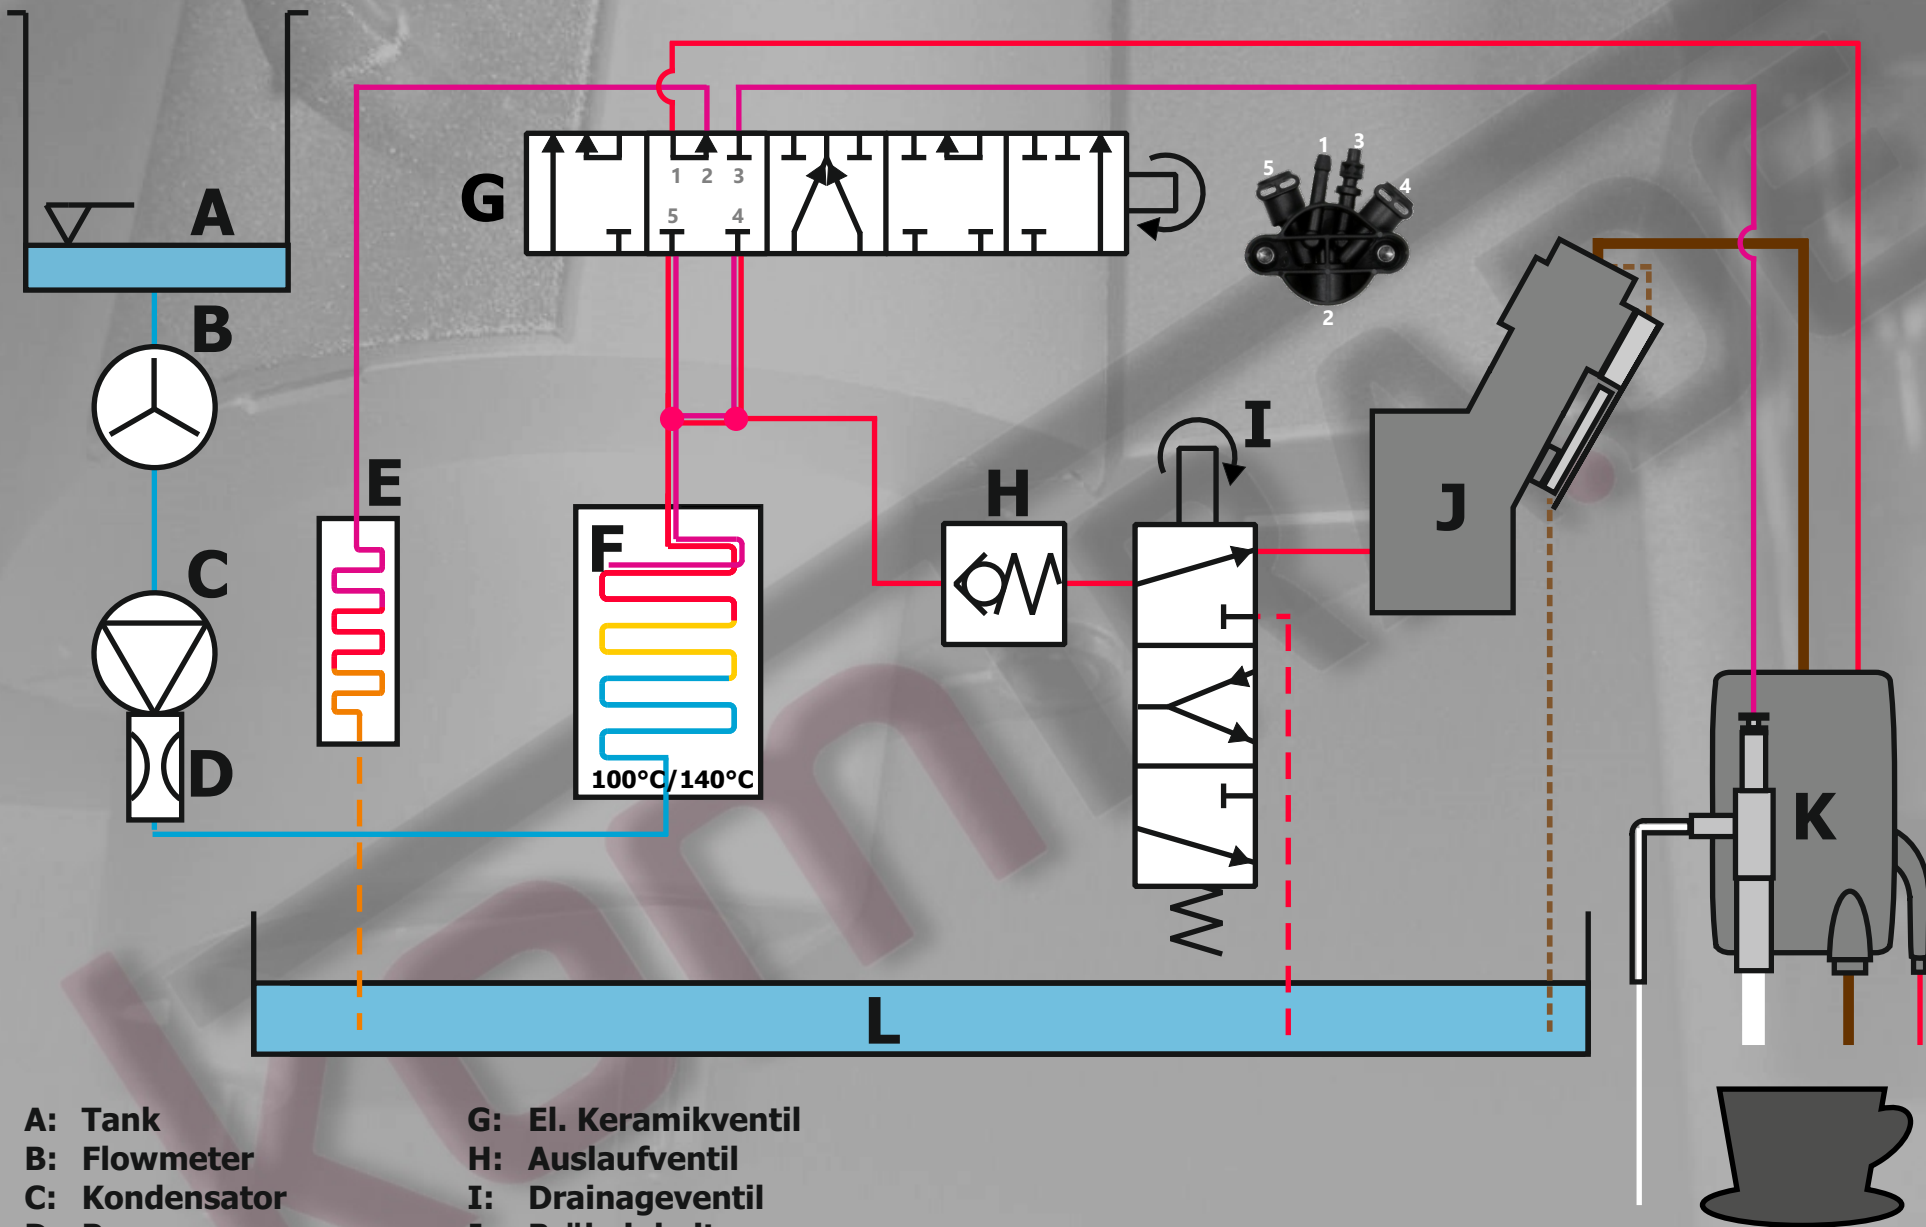 A
B
C
D
E
F
G
H
I
J
K
L
1 2 3
5 4
5 1 3 4
2
100°C/140°C
A: Tank
B: Flowmeter
C: Kondensator
G: El. Keramikventil
H: Auslaufventil
I: Drainageventil